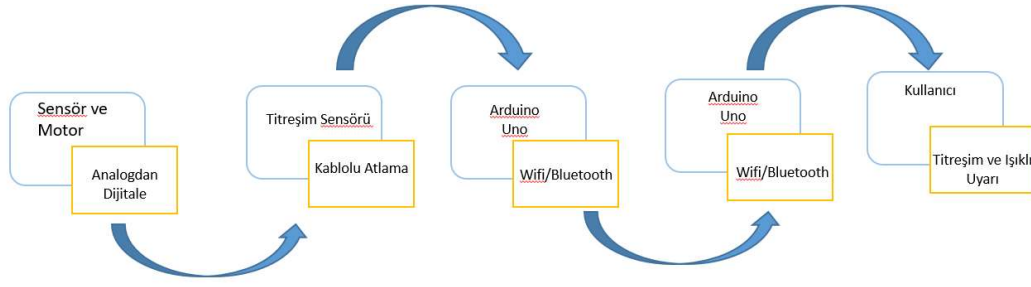 Sensör ve
Motor
Analogdan
Dijitale
Titreşim Sensörü
Kablolu Atlama
Arduino
Uno
Wifi/Bluetooth
Arduino
Uno
Wifi/Bluetooth
Kullanıcı
Titreşim ve Işıklı
Uyarı